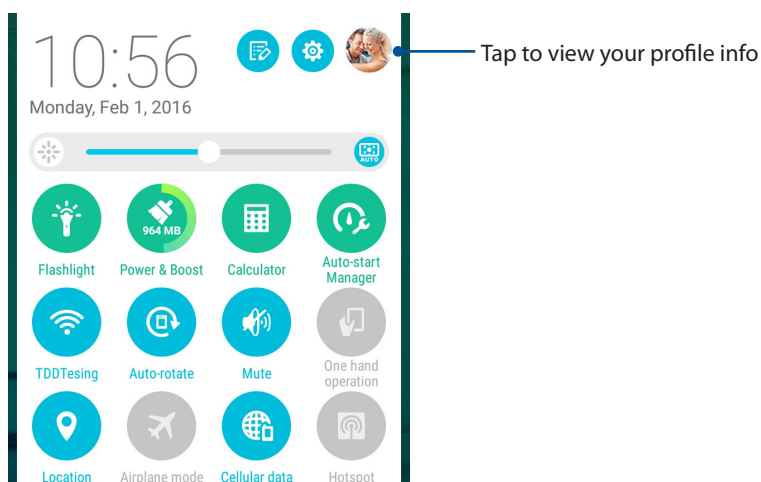 10:56
Tap to view your profile info
Monday, Feb 1, 2016
AUTO
964 MB
Flashlight
Power & Boost
Calculator
Auto-start
Manager
TDDTesing
Auto-rotate
Mute
One hand
operation
Location
Airplane mode
Cellular data
Hotspot